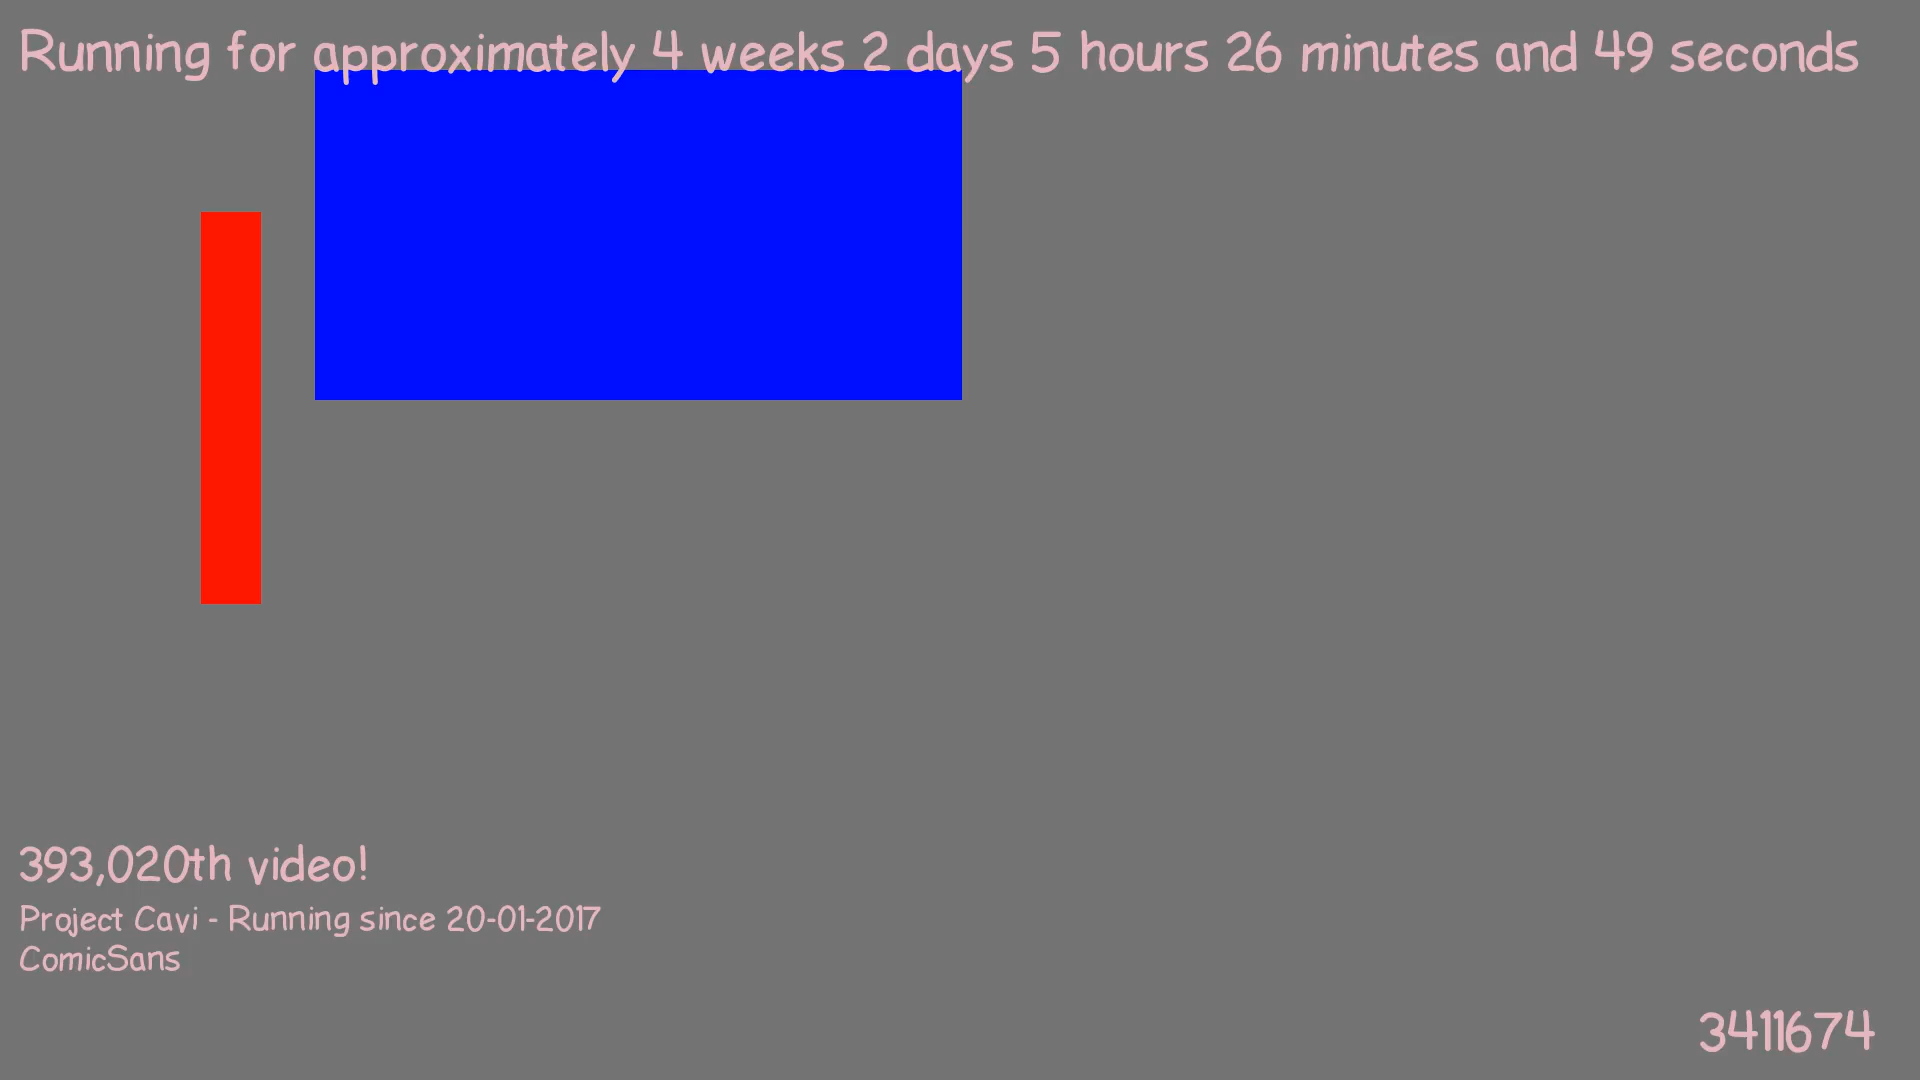 Running for approximately 4 weeks 2 days 5 hours 26 minutes and 49 seconds
393,020th video!
Project Cavi - Running since 20-01-2017
ComicSans
3411674